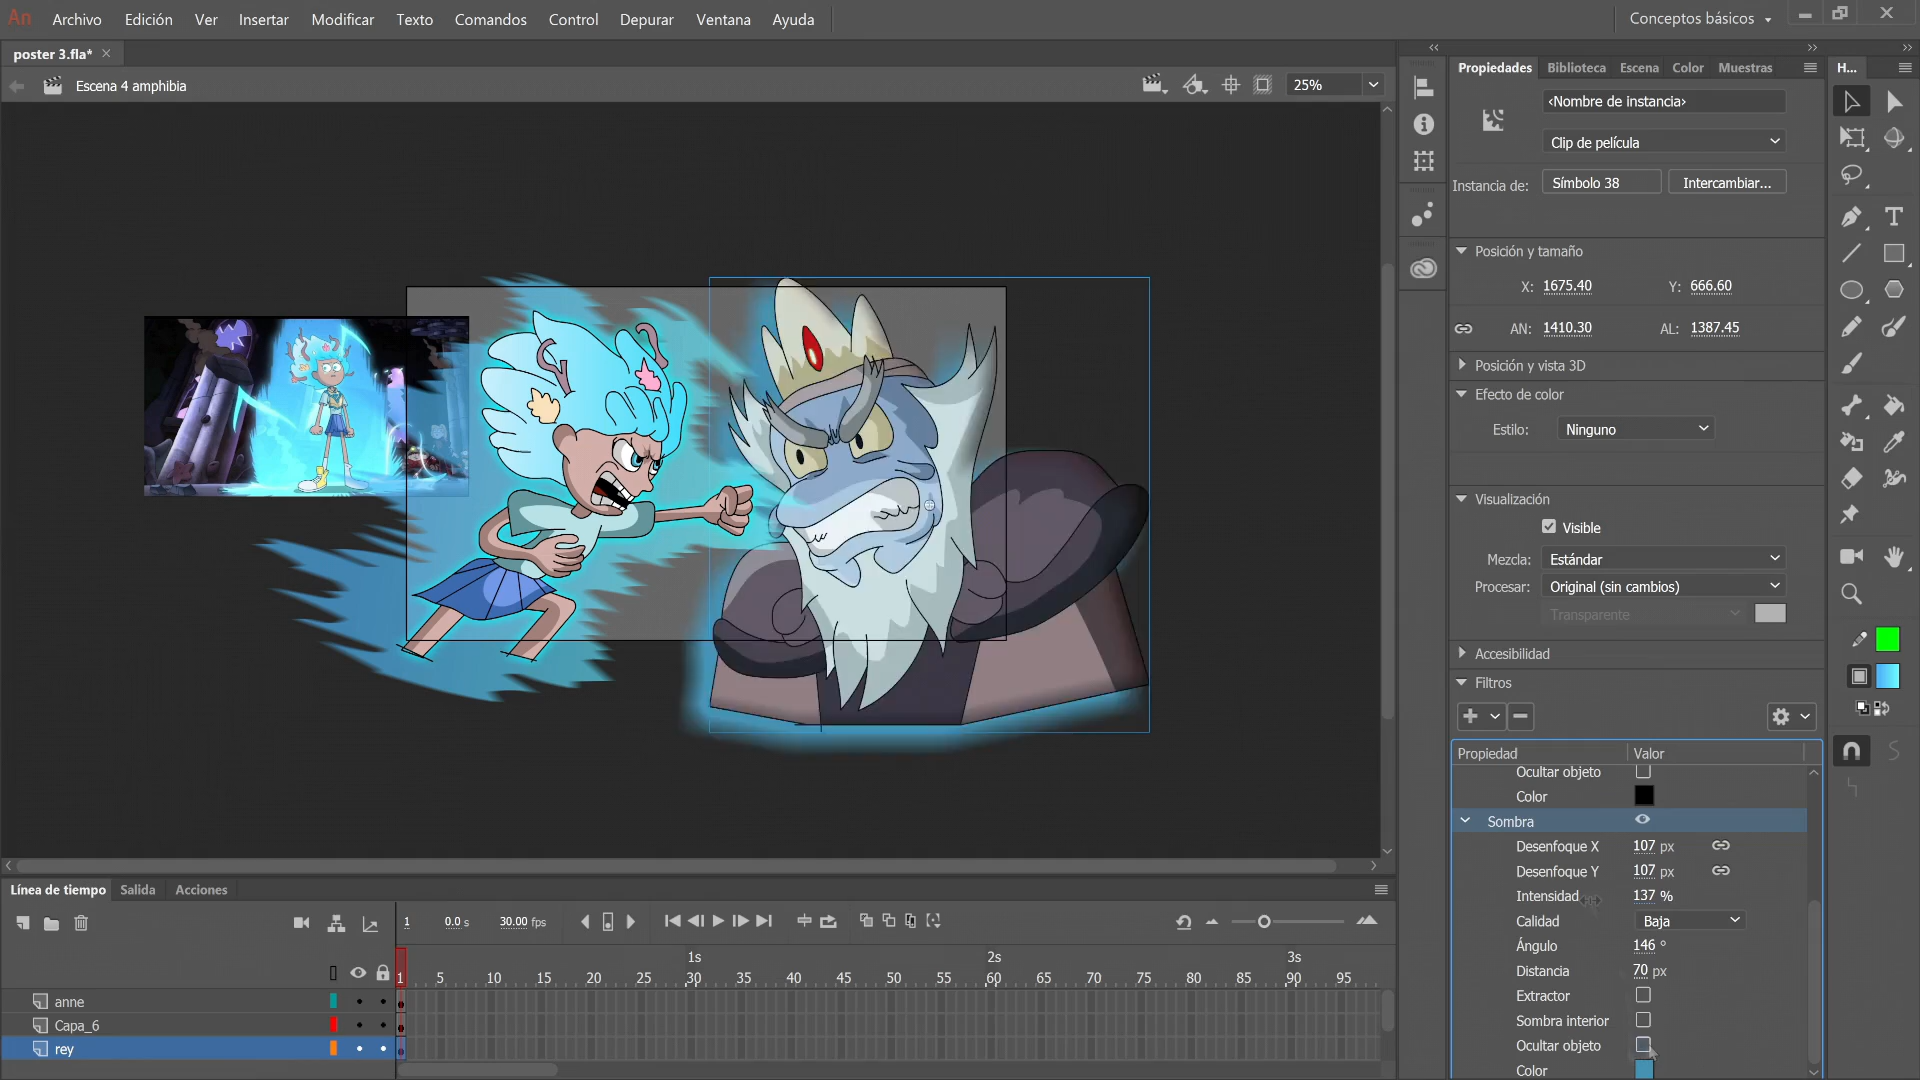 An Archivo Edición Ver Insertar Modificar Texto Comandos Control Depurar Ventana Ayuda Conceptos básicos
poster 3.fla*
Escena 4 amphibia 25%
Propiedades Biblioteca Escena Color Muestras H...
<Nombre de instancia>
Clip de película
Instancia de: Símbolo 38 Intercambiar...
Posición y tamaño
X: 1675.40 Y: 666.60
AN: 1410.30 AL: 1387.45
Posición y vista 3D
Efecto de color
Estilo: Ninguno
Visualización
Visible
Mezcla: Estándar
Procesar: Original (sin cambios)
Transparente
Accesibilidad
Filtros
Propiedad Valor
Ocultar objeto
Color
Sombra
Desenfoque X 107 px
Desenfoque Y 107 px
Intensidad 137 %
Calidad Baja
Ángulo 146 °
Distancia 70 px
Extractor
Sombra interior
Ocultar objeto
Color
Línea de tiempo Salida Acciones
1 0.0 s 30.00 fps
1s 2s 3s
1 5 10 15 20 25 30 35 40 45 50 55 60 65 70 75 80 85 90 95
anne
Capa_6
rey